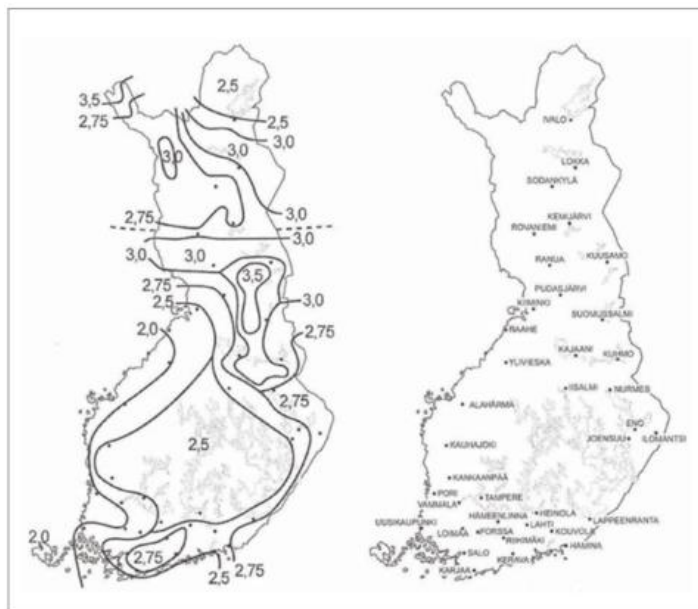 2,5
3,5
2,75
2,5
3,0
3,0
3,0
2,75
3,0
3,0
3,0
3,0
3,5
2,75
2,5
3,0
2,0
2,75
2,75
2,5
2,0
2,75
2,75
2,5
IVALO
LOKKA
SODANKYLÄ
KEMIJÄRVI
ROVANIEMI
KUUSAMO
RANUA
PUDASJÄRVI
KIIMINKI
SUOMUSSALMI
RAAHE
KAJAANI
KUHMO
YLIVIESKA
IISALMI
NURMES
ALAHÄRMÄ
ENO
JOENSUU
ILOMANTSI
KAUHAJOKI
KANKAANPÄÄ
PORI
TAMPERE
VAMMALA
HEINOLA
HÄMEENLINNA
LAPPEENRANTA
UUSIKAUPUNKI
LAHTI
LOIMAA
FORSSA
KOUVOLA
RIIHIMÄKI
HAMINA
SALO
KERAVA
KARJAA